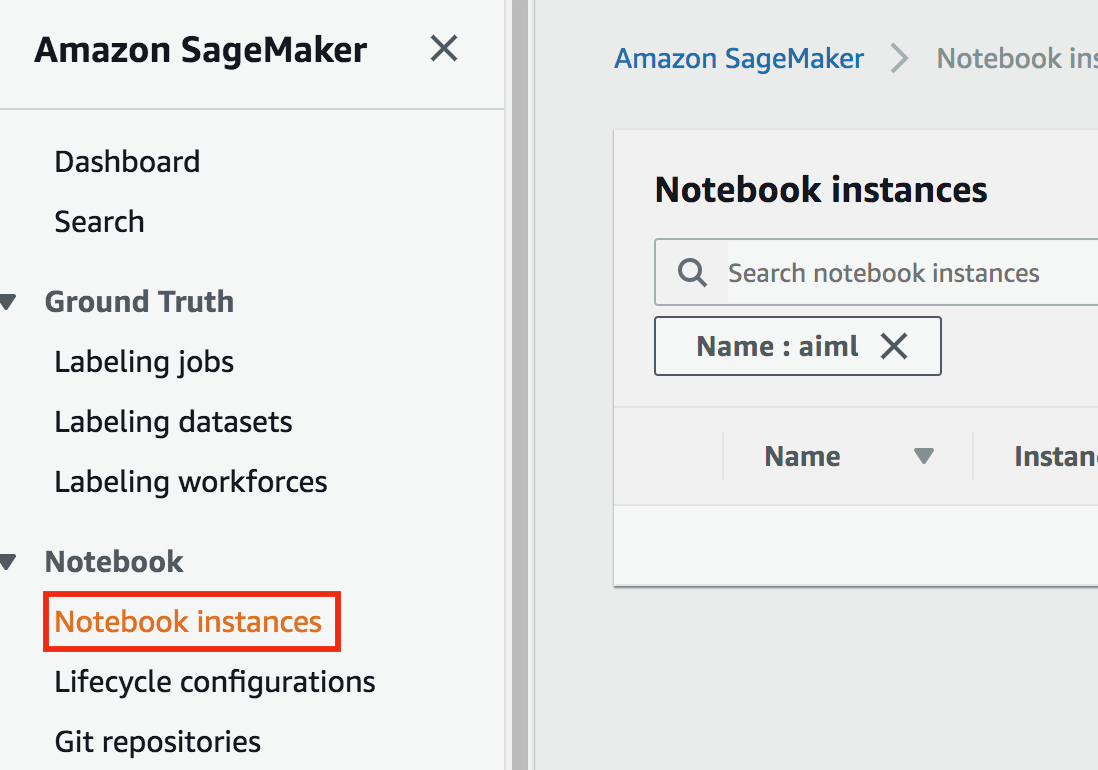 Amazon SageMaker
Dashboard
Search
Ground Truth
Labeling jobs
Labeling datasets
Labeling workforces
Notebook
Notebook instances
Lifecycle configurations
Git repositories
Amazon SageMaker > Notebook ins
Notebook instances
Search notebook instances
Name : aiml
Name Instan